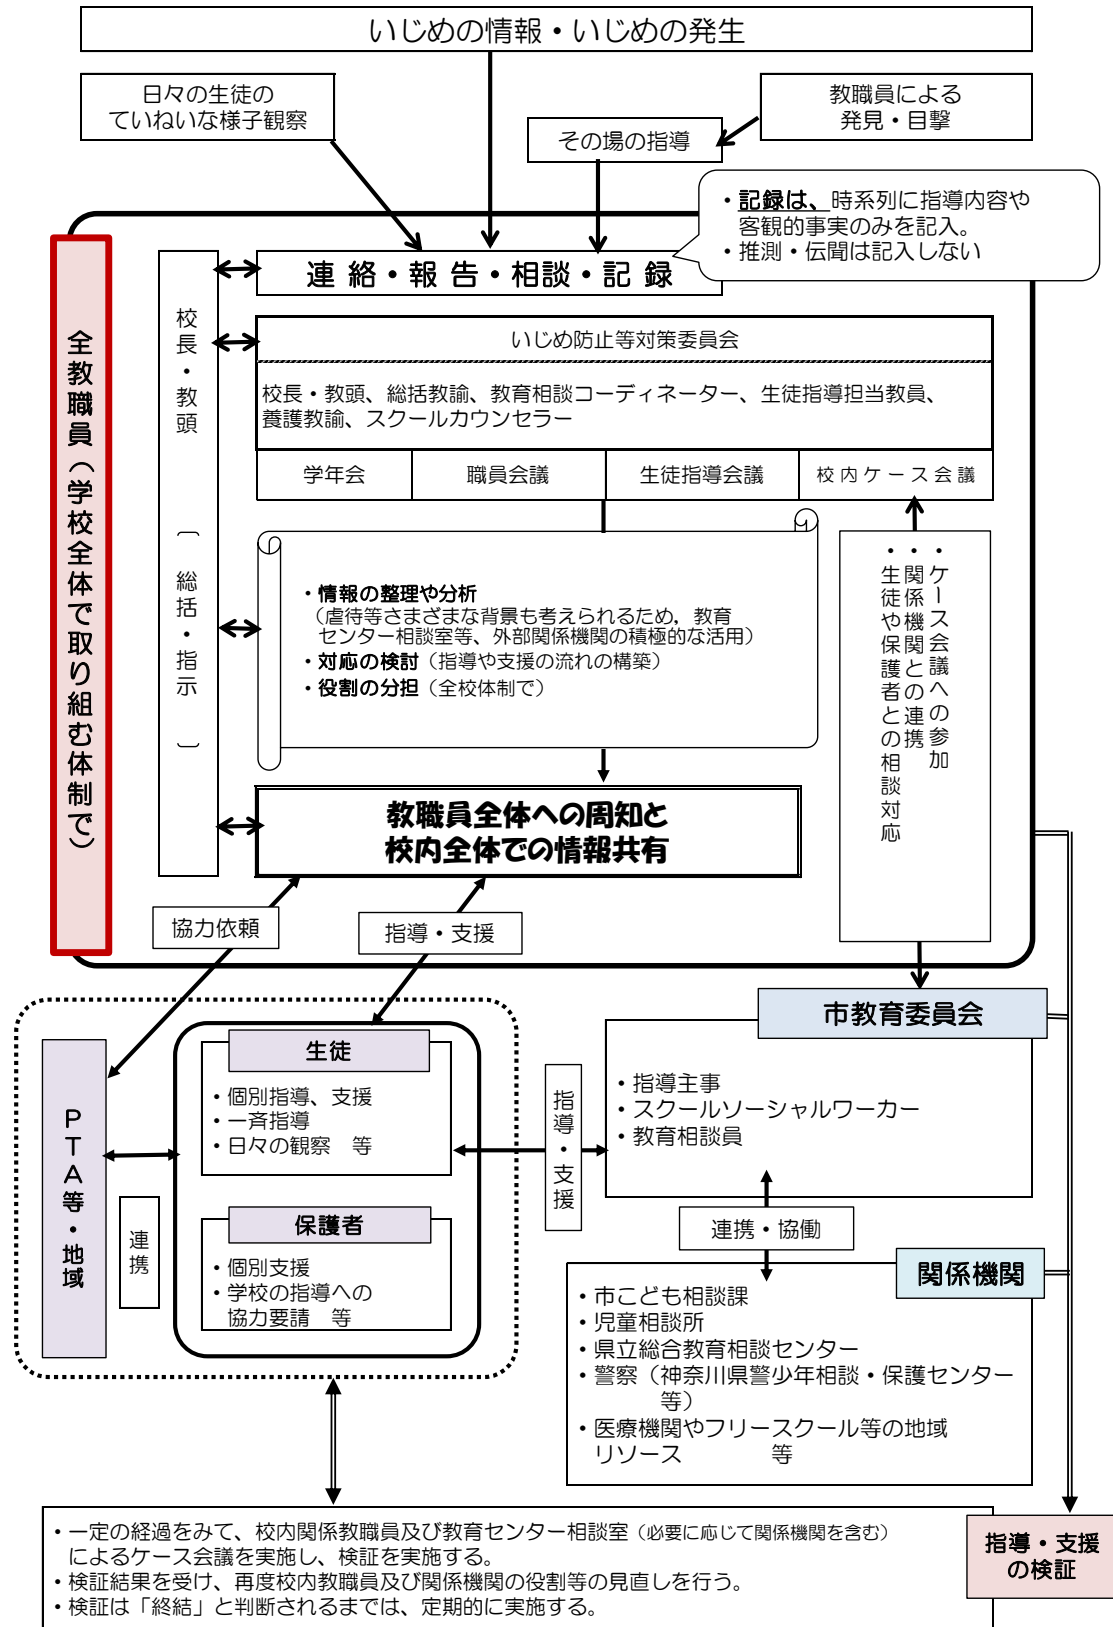 いじめの情報・いじめの発生
日々の生徒の
ていねいな様子観察
教職員による
発見・目撃
その場の指導
・記録は、時系列に指導内容や
客観的事実のみを記入。
・推測・伝聞は記入しない
全教職員（学校全体で取り組む体制で）
校長・教頭
〔総括・指示〕
連 絡・報 告・相談・記 録
いじめ防止等対策委員会
校長・教頭、総括教諭、教育相談コーディネーター、生徒指導担当教員、
養護教諭、スクールカウンセラー
学年会
職員会議
生徒指導会議
校内ケース会議
・情報の整理や分析
（虐待等さまざまな背景も考えられるため，教育
センター相談室等、外部関係機関の積極的な活用）
・対応の検討（指導や支援の流れの構築）
・役割の分担（全校体制で）
・ケース会議への参加
・関係機関との連携
・生徒や保護者との相談対応
教職員全体への周知と
校内全体での情報共有
協力依頼
指導・支援
市教育委員会
・指導主事
・スクールソーシャルワーカー
・教育相談員
ＰＴＡ等・地域
連携
生徒
・個別指導、支援
・一斉指導
・日々の観察　等
保護者
・個別支援
・学校の指導への
協力要請　等
指導・支援
連携・協働
関係機関
・市こども相談課
・児童相談所
・県立総合教育相談センター
・警察（神奈川県警少年相談・保護センター
等）
・医療機関やフリースクール等の地域
リソース　　　　等
・一定の経過をみて、校内関係教職員及び教育センター相談室（必要に応じて関係機関を含む）
によるケース会議を実施し、検証を実施する。
・検証結果を受け、再度校内教職員及び関係機関の役割等の見直しを行う。
・検証は「終結」と判断されるまでは、定期的に実施する。
指導・支援
の検証